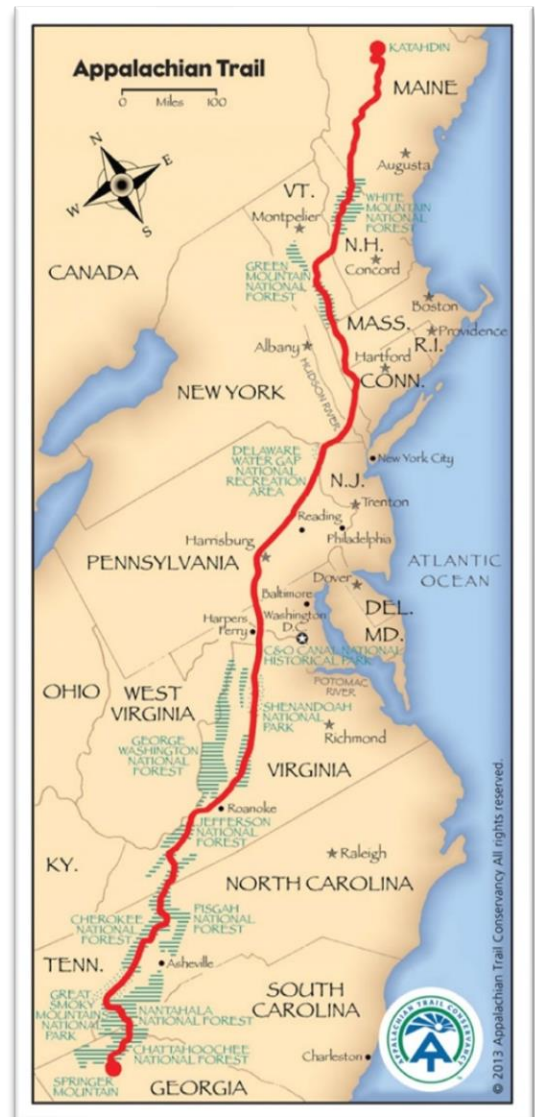 Appalachian Trail
0 Miles 100
N
E
W
S
KATAHDIN
MAINE
Augusta
VT.
Montpelier
WHITE
MOUNTAIN
NATIONAL
FOREST
N.H.
Concord
CANADA
GREEN
MOUNTAIN
NATIONAL
FOREST
Boston
MASS.
Providence
R.I.
Albany
Hartford
CONN.
HUDSON RIVER
NEW YORK
DELAWARE
WATER GAP
NATIONAL
RECREATION
AREA
New York City
N.J.
Trenton
Reading
Philadelphia
Harrisburg
PENNSYLVANIA
ATLANTIC
OCEAN
Dover
Baltimore
DEL.
Washington
D.C.
MD.
Harpers
Ferry
C&O CANAL NATIONAL
HISTORICAL PARK
POTOMAC
RIVER
OHIO
WEST
VIRGINIA
SHENANDOAH
NATIONAL
PARK
Richmond
GEORGE
WASHINGTON
NATIONAL
FOREST
VIRGINIA
Roanoke
JEFFERSON
NATIONAL
FOREST
KY.
Raleigh
NORTH CAROLINA
PISGAH
NATIONAL
FOREST
CHEROKEE
NATIONAL
FOREST
TENN.
Asheville
GREAT
SMOKY
MOUNTAINS
NATIONAL
PARK
NANTAHALA
NATIONAL FOREST
SOUTH
CAROLINA
CHATTAHOOCHEE
NATIONAL FOREST
Charleston
SPRINGER
MOUNTAIN
GEORGIA
APPALACHIAN TRAIL CONSERVANCY
© 2013 Appalachian Trail Conservancy All rights reserved.